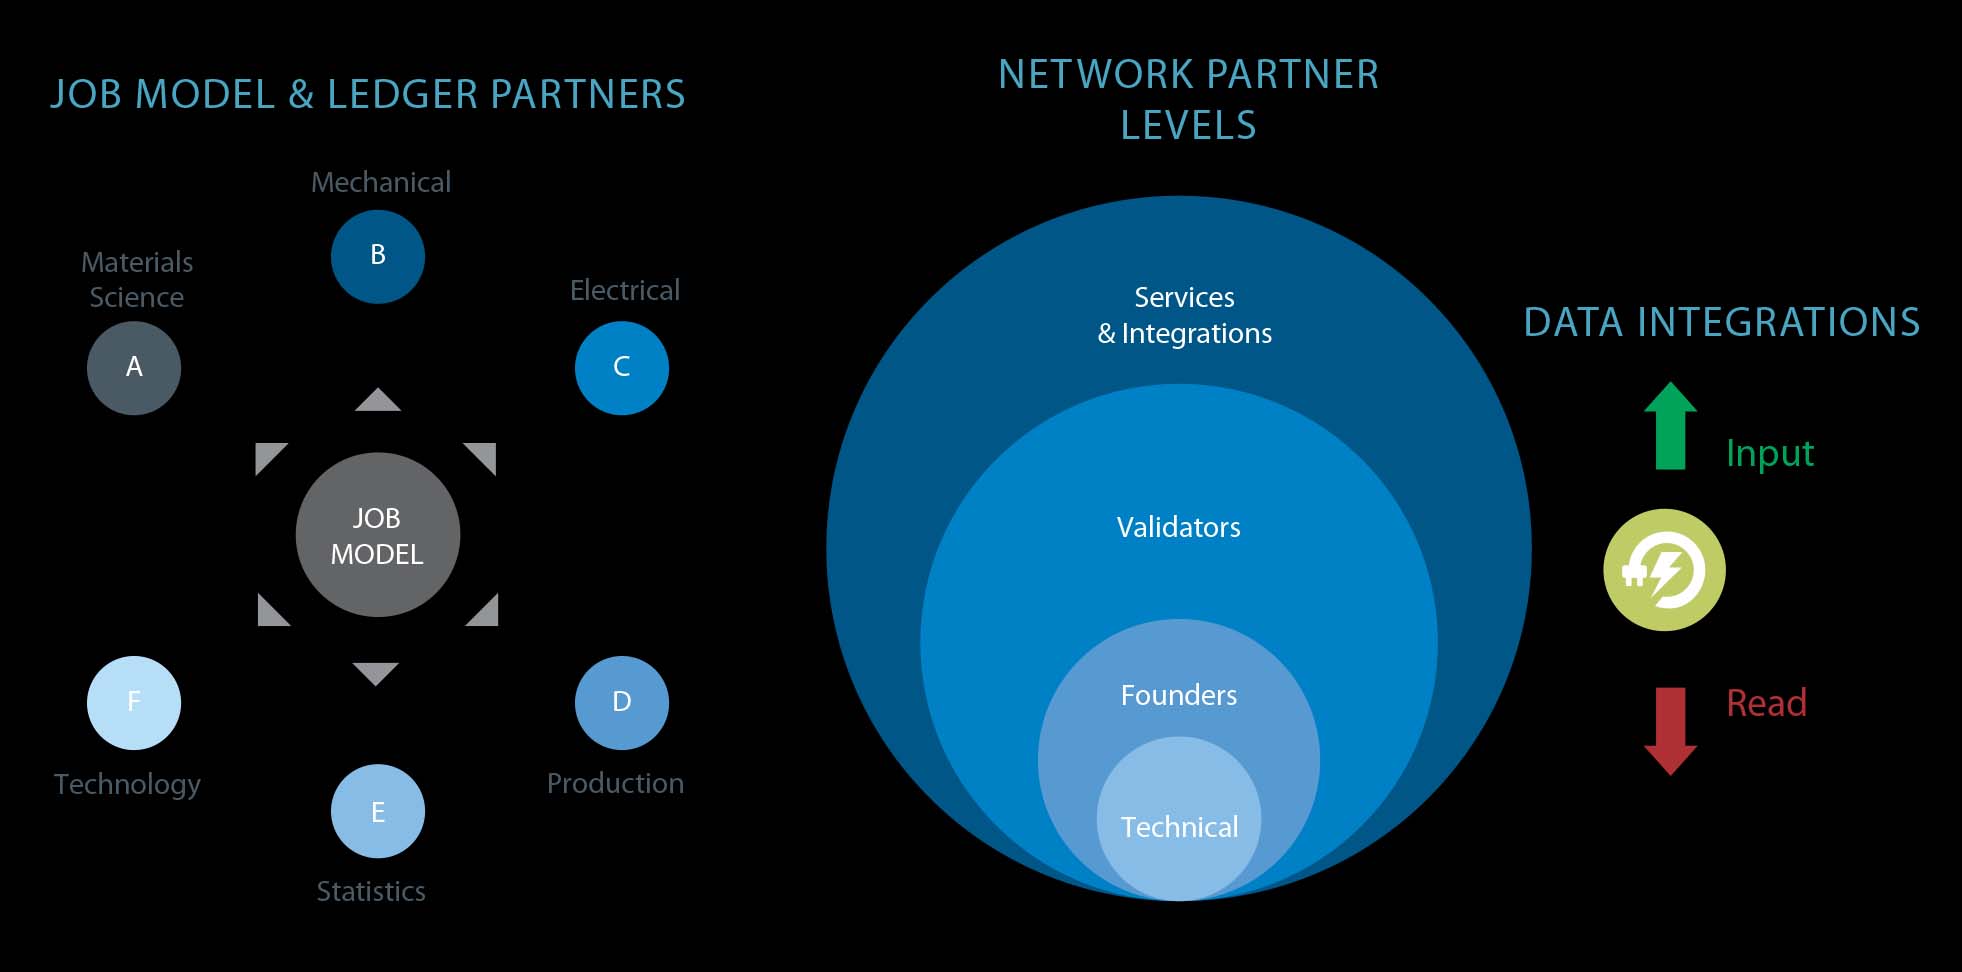 JOB MODEL & LEDGER PARTNERS
Mechanical
B
Materials
Science
A
Electrical
C
JOB
MODEL
F
Technology
D
Production
E
Statistics
NETWORK PARTNER
LEVELS
Services
& Integrations
Validators
Founders
Technical
DATA INTEGRATIONS
Input
Read